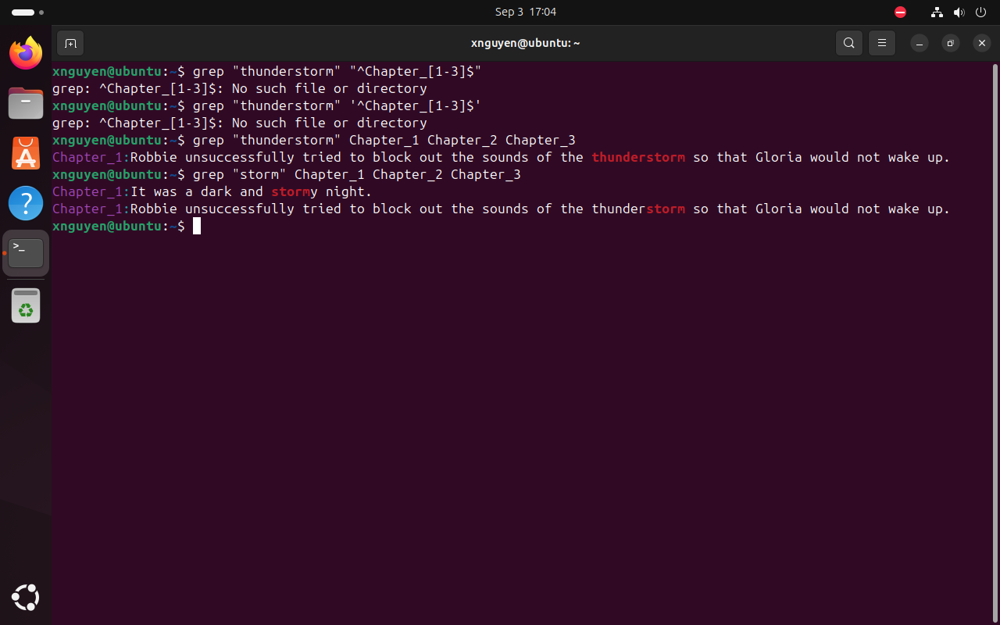 Sep 3 17:04
xnguyen@ubuntu: ~
xnguyen@ubuntu:~$ grep "thunderstorm" "^Chapter_[1-3]$"
grep: ^Chapter_[1-3]$: No such file or directory
xnguyen@ubuntu:~$ grep "thunderstorm" '^Chapter_[1-3]$'
grep: ^Chapter_[1-3]$: No such file or directory
xnguyen@ubuntu:~$ grep "thunderstorm" Chapter_1 Chapter_2 Chapter_3
Chapter_1:Robbie unsuccessfully tried to block out the sounds of the thunderstorm so that Gloria would not wake up.
xnguyen@ubuntu:~$ grep "storm" Chapter_1 Chapter_2 Chapter_3
Chapter_1:It was a dark and stormy night.
Chapter_1:Robbie unsuccessfully tried to block out the sounds of the thunderstorm so that Gloria would not wake up.
xnguyen@ubuntu:~$